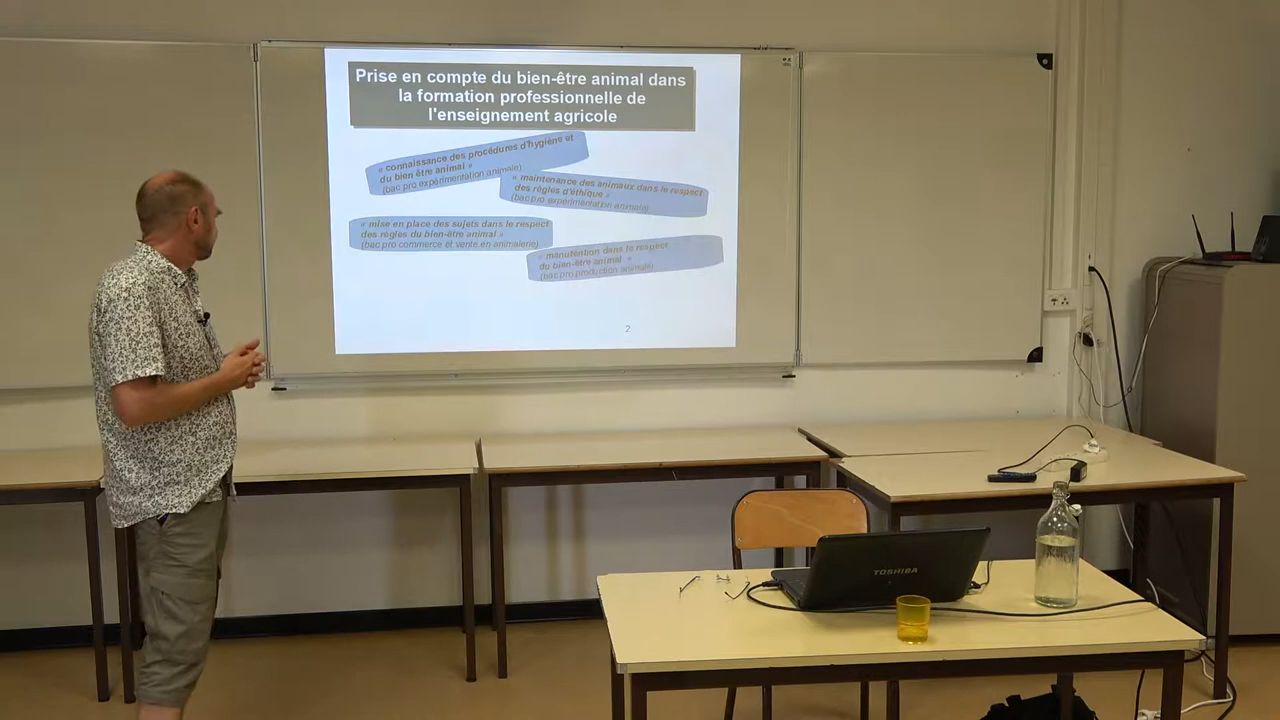 Prise en compte du bien-être animal dans
la formation professionnelle de
l'enseignement agricole
« connaissance des procédures d'hygiène et
du bien être animal »
(bac pro expérimentation animale)
« maintenance des animaux dans le respect
des règles d'éthique »
(bac pro expérimentation animale)
« mise en place des sujets dans le respect
des règles du bien-être animal »
(bac pro commerce et vente en animalerie)
« manutention dans le respect
du bien-être animal »
(bac pro production animale)
2
TOSHIBA